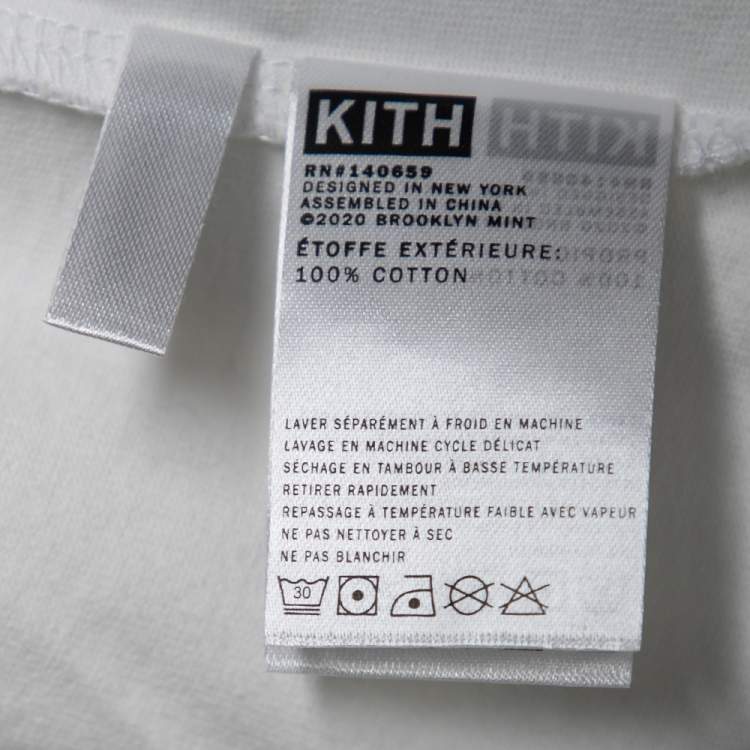 KITH
RN#140659
DESIGNED IN NEW YORK
ASSEMBLED IN CHINA
©2020 BROOKLYN MINT
ÉTOFFE EXTÉRIEURE:
100% COTTON
LAVER SÉPARÉMENT À FROID EN MACHINE
LAVAGE EN MACHINE CYCLE DÉLICAT
SÉCHAGE EN TAMBOUR À BASSE TEMPÉRATURE
RETIRER RAPIDEMENT
REPASSAGE À TEMPÉRATURE FAIBLE AVEC VAPEUR
NE PAS NETTOYER À SEC
NE PAS BLANCHIR
30